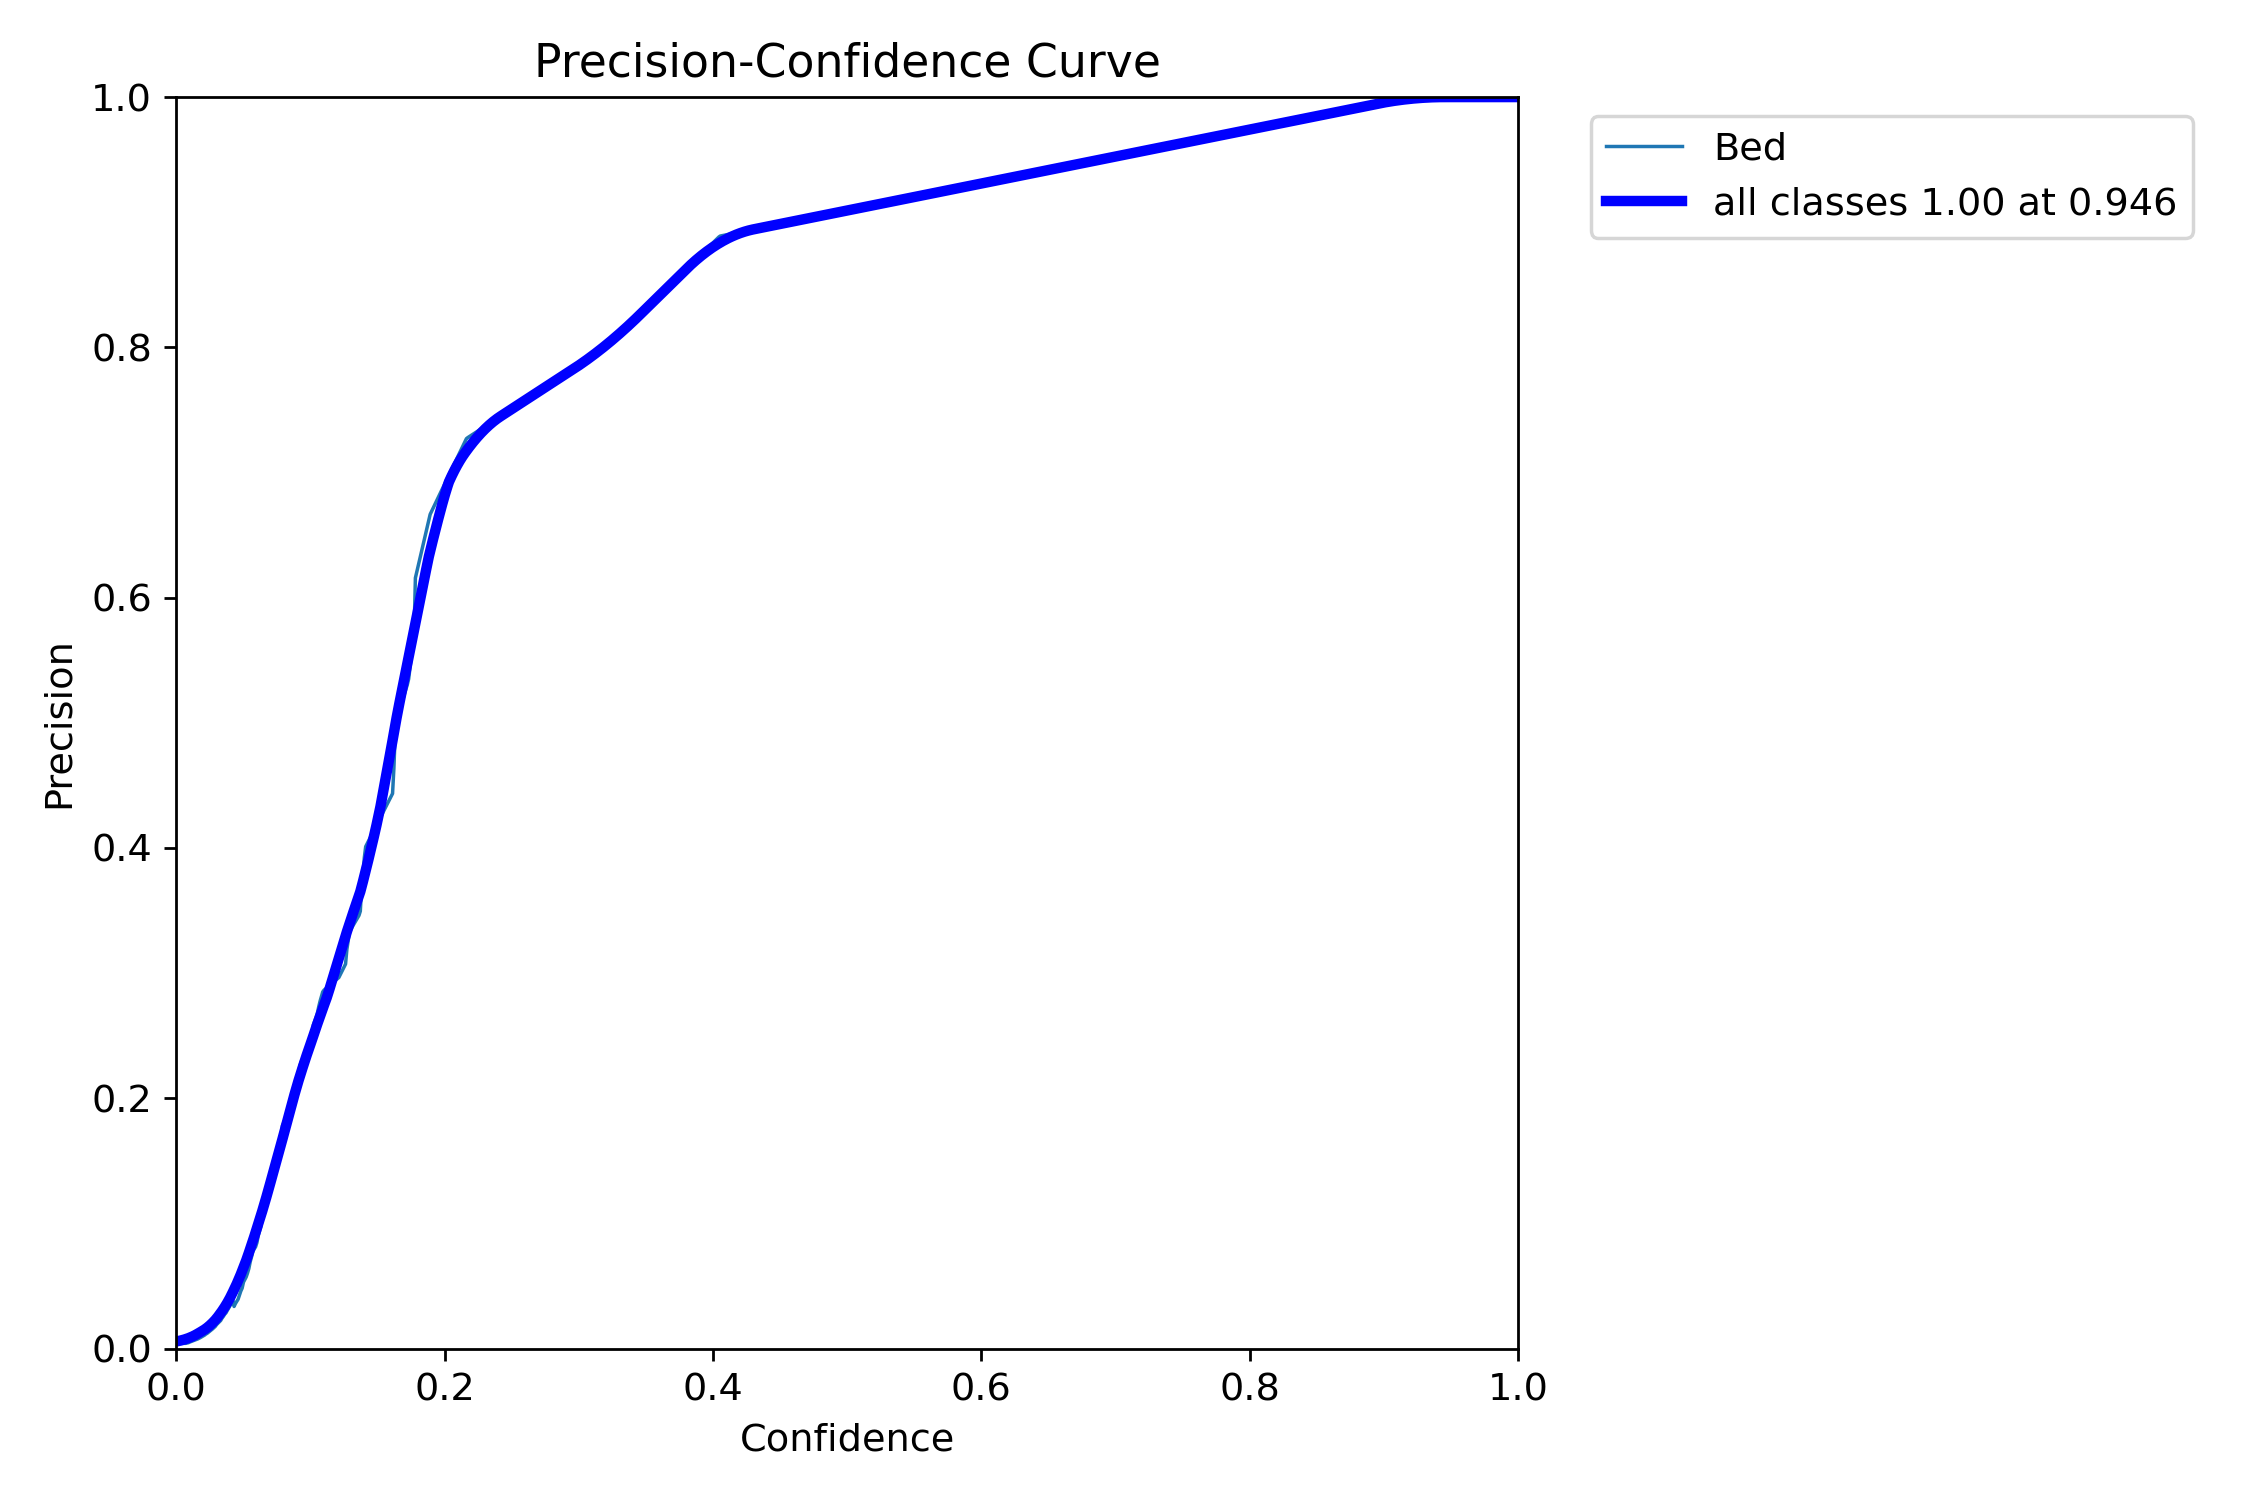 Precision-Confidence Curve
1.0
0.8
0.6
0.4
0.2
0.0
Precision
0.0 0.2 0.4 0.6 0.8 1.0
Confidence
Bed
all classes 1.00 at 0.946